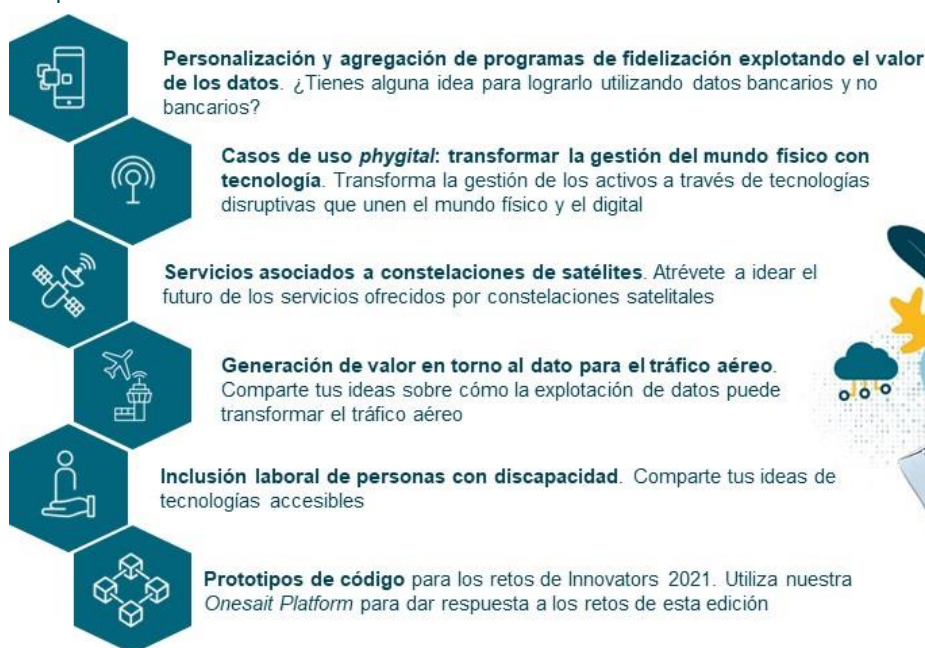 Personalización y agregación de programas de fidelización explotando el valor
de los datos. ¿Tienes alguna idea para lograrlo utilizando datos bancarios y no
bancarios?
Casos de uso phygital: transformar la gestión del mundo físico con
tecnología. Transforma la gestión de los activos a través de tecnologías
disruptivas que unen el mundo físico y el digital
Servicios asociados a constelaciones de satélites. Atrévete a idear el
futuro de los servicios ofrecidos por constelaciones satelitales
Generación de valor en torno al dato para el tráfico aéreo.
Comparte tus ideas sobre cómo la explotación de datos puede
transformar el tráfico aéreo
Inclusión laboral de personas con discapacidad. Comparte tus ideas de
tecnologías accesibles
Prototipos de código para los retos de Innovators 2021. Utiliza nuestra
Onesait Platform para dar respuesta a los retos de esta edición